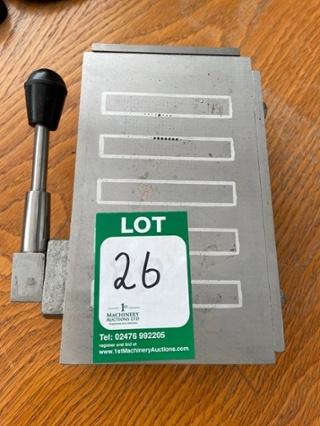 LOT
26
1st
MACHINERY
AUCTIONS LTD
Tel: 02476 992205
register and bid at
www.1stMachineryAuctions.com